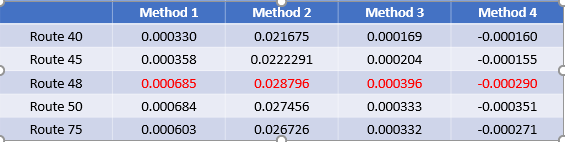 Method 1 Method 2 Method 3 Method 4
Route 40 0.000330 0.021675 0.000169 -0.000160
Route 45 0.000358 0.0222291 0.000204 -0.000155
Route 48 0.000685 0.028796 0.000396 -0.000290
Route 50 0.000684 0.027456 0.000333 -0.000351
Route 75 0.000603 0.026726 0.000332 -0.000271